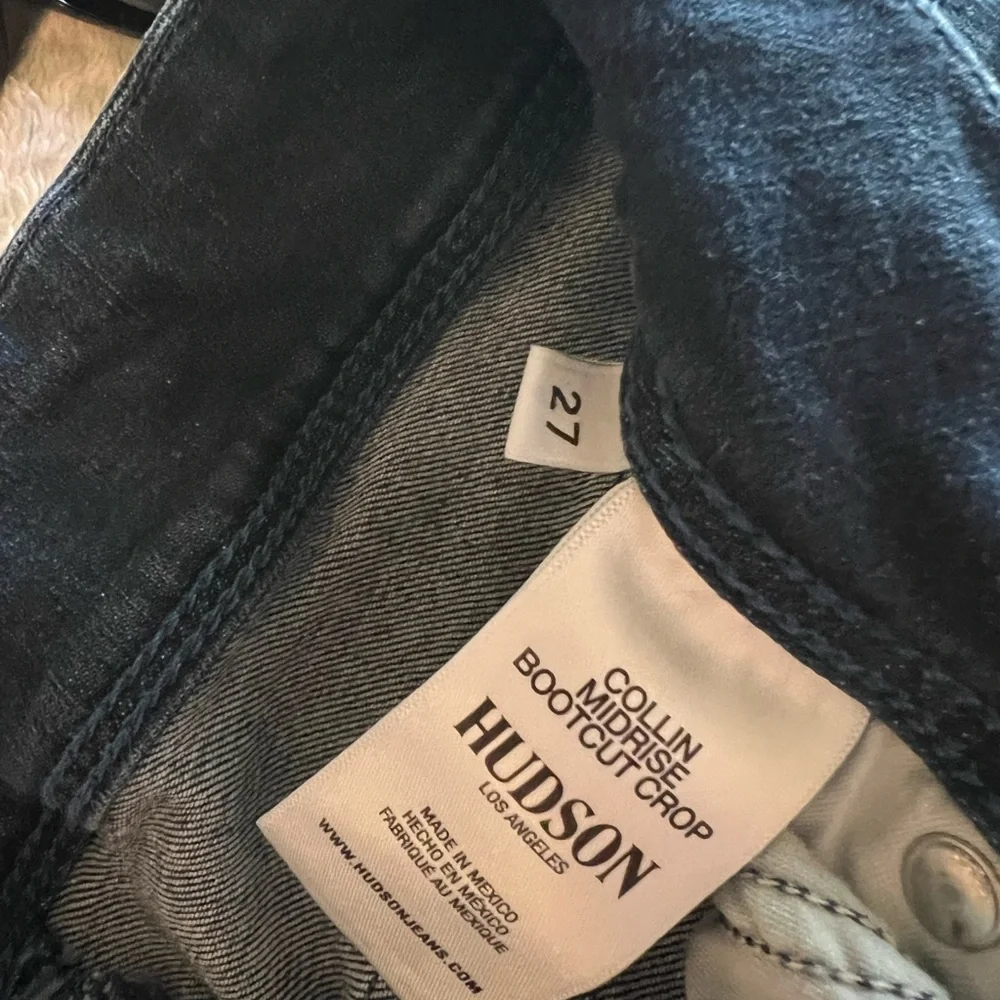 27
COLLIN
MIDRISE
BOOTCUT CROP
HUDSON
LOS ANGELES
MADE IN MEXICO
HECHO EN MÉXICO
FABRIQUÉ AU MEXIQUE
WWW.HUDSONJEANS.COM